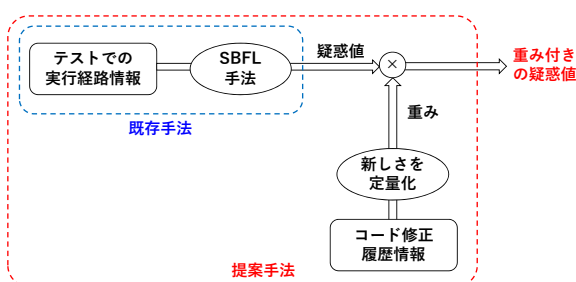 テストでの
実行経路情報
SBFL
手法
疑惑値
×
重み付き
の疑惑値
既存手法
重み
新しさを
定量化
コード修正
履歴情報
提案手法